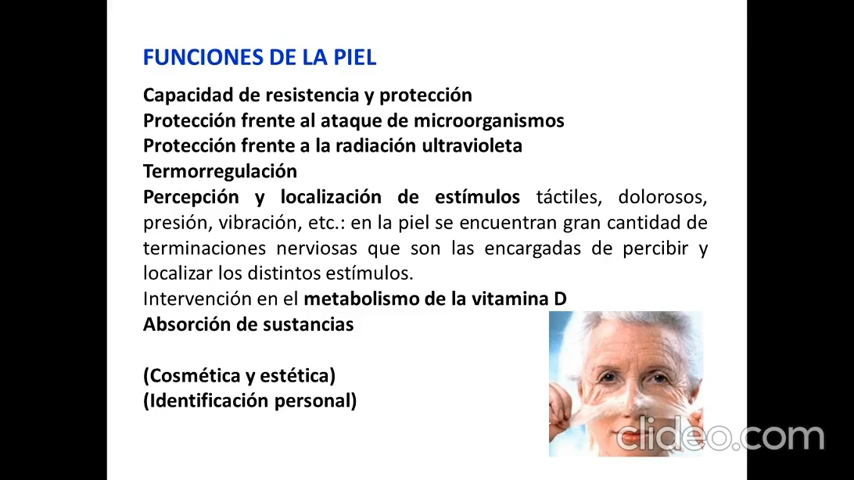 FUNCIONES DE LA PIEL
Capacidad de resistencia y protección
Protección frente al ataque de microorganismos
Protección frente a la radiación ultravioleta
Termorregulación
Percepción y localización de estímulos táctiles, dolorosos,
presión, vibración, etc.: en la piel se encuentran gran cantidad de
terminaciones nerviosas que son las encargadas de percibir y
localizar los distintos estímulos.
Intervención en el metabolismo de la vitamina D
Absorción de sustancias
(Cosmética y estética)
(Identificación personal)
clideo.com